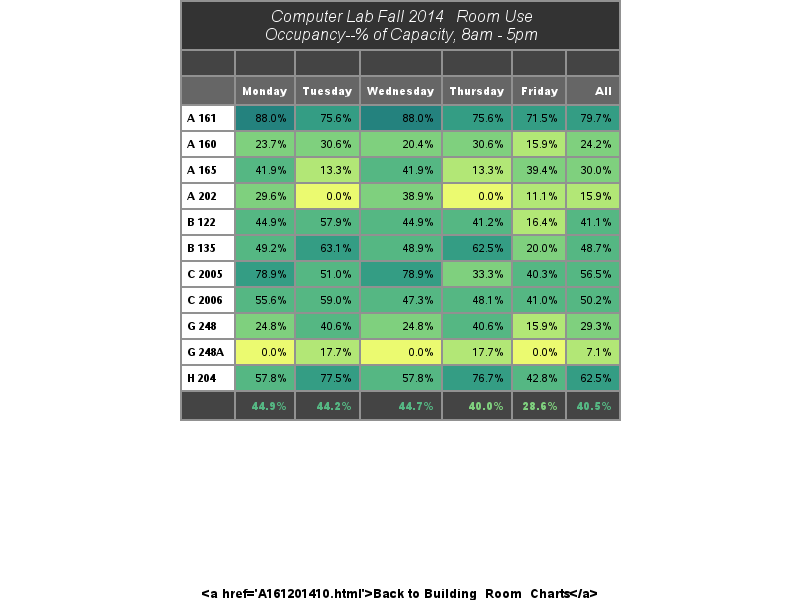 Computer Lab Fall 2014 Room Use
Occupancy--% of Capacity, 8am - 5pm
Monday Tuesday Wednesday Thursday Friday All
A 161 88.0% 75.6% 88.0% 75.6% 71.5% 79.7%
A 160 23.7% 30.6% 20.4% 30.6% 15.9% 24.2%
A 165 41.9% 13.3% 41.9% 13.3% 39.4% 30.0%
A 202 29.6% 0.0% 38.9% 0.0% 11.1% 15.9%
B 122 44.9% 57.9% 44.9% 41.2% 16.4% 41.1%
B 135 49.2% 63.1% 48.9% 62.5% 20.0% 48.7%
C 2005 78.9% 51.0% 78.9% 33.3% 40.3% 56.5%
C 2006 55.6% 59.0% 47.3% 48.1% 41.0% 50.2%
G 248 24.8% 40.6% 24.8% 40.6% 15.9% 29.3%
G 248A 0.0% 17.7% 0.0% 17.7% 0.0% 7.1%
H 204 57.8% 77.5% 57.8% 76.7% 42.8% 62.5%
44.9% 44.2% 44.7% 40.0% 28.6% 40.5%
<a href='A161201410.html'>Back to Building_Room_Charts</a>